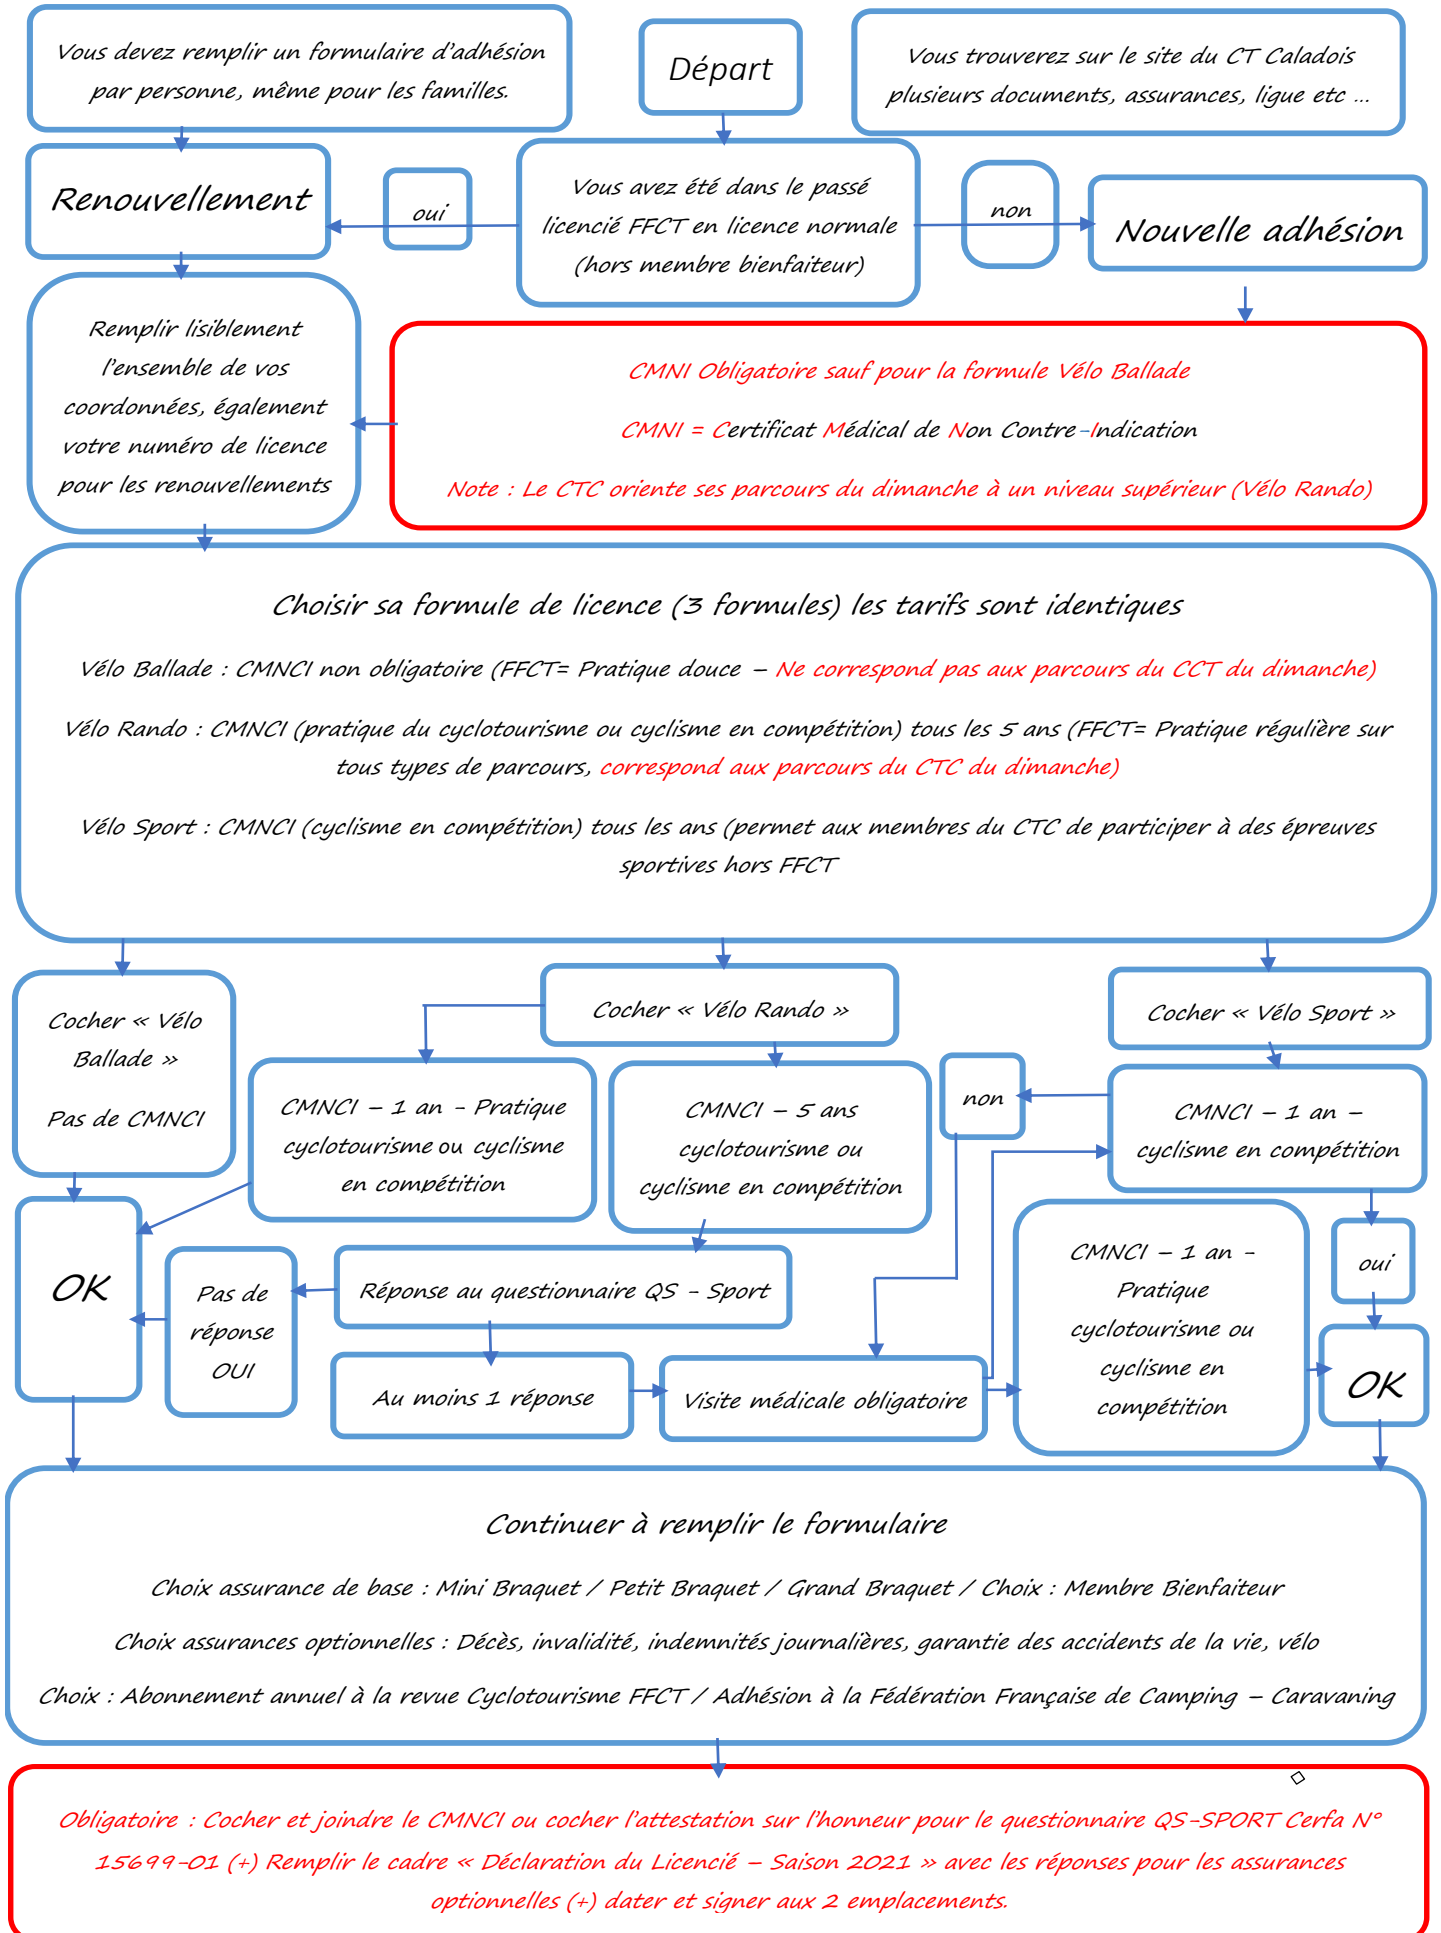 Vous devez remplir un formulaire d'adhésion
par personne, même pour les familles.
Départ
Vous trouverez sur le site du CT Caladois
plusieurs documents, assurances, ligue etc ...
Renouvellement
oui
Vous avez été dans le passé
licencié FFCT en licence normale
(hors membre bienfaiteur)
non
Nouvelle adhésion
Remplir lisiblement
l'ensemble de vos
coordonnées, également
votre numéro de licence
pour les renouvellements
CMNI Obligatoire sauf pour la formule Vélo Ballade
CMNI = Certificat Médical de Non Contre-Indication
Note : Le CTC oriente ses parcours du dimanche à un niveau supérieur (Vélo Rando)
Choisir sa formule de licence (3 formules) les tarifs sont identiques
Vélo Ballade : CMNCI non obligatoire (FFCT= Pratique douce – Ne correspond pas aux parcours du CCT du dimanche)
Vélo Rando : CMNCI (pratique du cyclotourisme ou cyclisme en compétition) tous les 5 ans (FFCT= Pratique régulière sur
tous types de parcours, correspond aux parcours du CTC du dimanche)
Vélo Sport : CMNCI (cyclisme en compétition) tous les ans (permet aux membres du CTC de participer à des épreuves
sportives hors FFCT
Cocher « Vélo
Ballade »
Pas de CMNCI
Cocher « Vélo Rando »
Cocher « Vélo Sport »
CMNCI – 1 an - Pratique
cyclotourisme ou cyclisme
en compétition
CMNCI – 5 ans
cyclotourisme ou
cyclisme en compétition
non
CMNCI – 1 an –
cyclisme en compétition
OK
Pas de
réponse
OUI
Réponse au questionnaire QS - Sport
Au moins 1 réponse
Visite médicale obligatoire
CMNCI – 1 an -
Pratique
cyclotourisme ou
cyclisme en
compétition
oui
OK
Continuer à remplir le formulaire
Choix assurance de base : Mini Braquet / Petit Braquet / Grand Braquet / Choix : Membre Bienfaiteur
Choix assurances optionnelles : Décès, invalidité, indemnités journalières, garantie des accidents de la vie, vélo
Choix : Abonnement annuel à la revue Cyclotourisme FFCT / Adhésion à la Fédération Française de Camping – Caravaning
Obligatoire : Cocher et joindre le CMNCI ou cocher l'attestation sur l'honneur pour le questionnaire QS-SPORT Cerfa N°
15699-01 (+) Remplir le cadre « Déclaration du Licencié – Saison 2021 » avec les réponses pour les assurances
optionnelles (+) dater et signer aux 2 emplacements.